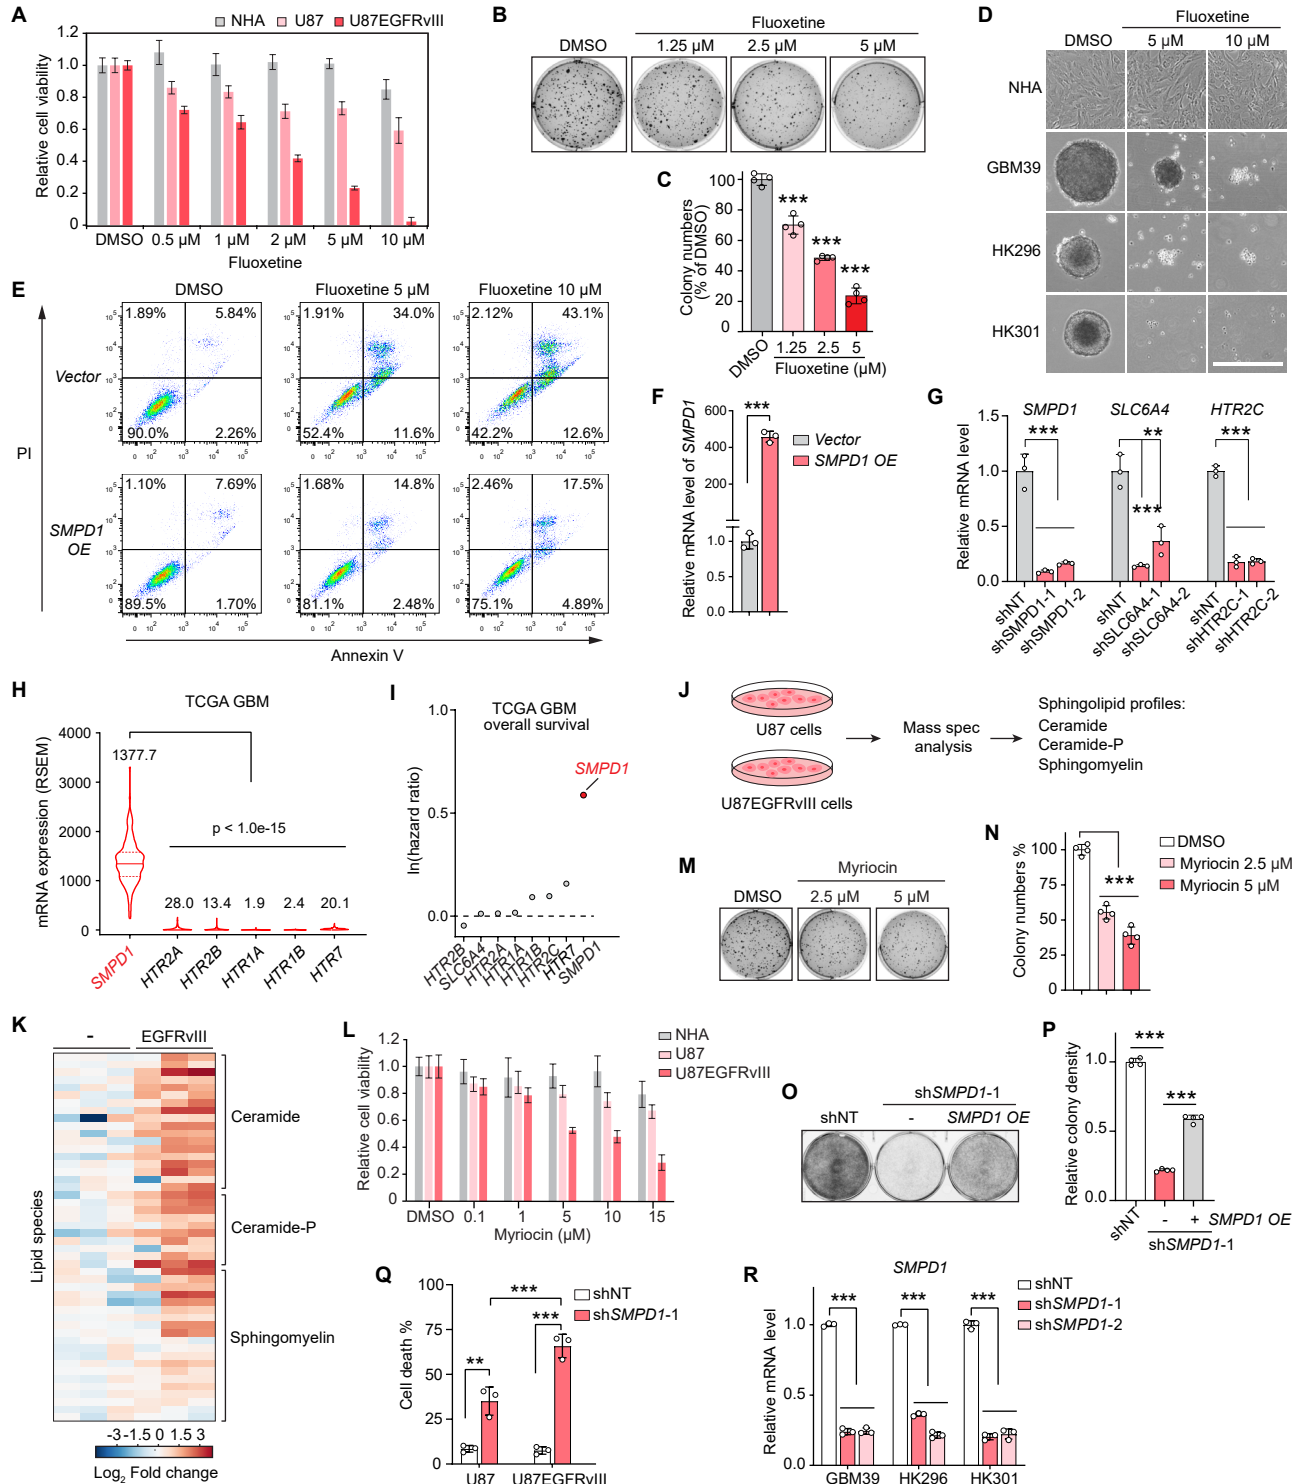 A
NHA
U87
U87EGFRvIII
Relative cell viability
1.2
1.0
0.8
0.6
0.4
0.2
0
DMSO
0.5 µM
1 µM
2 µM
5 µM
10 µM
Fluoxetine
B
Fluoxetine
DMSO
1.25 µM
2.5 µM
5 µM
C
Colony numbers
(% of DMSO)
100
80
60
40
20
0
***
***
***
DMSO
1.25
2.5
5
Fluoxetine (µM)
D
Fluoxetine
DMSO
5 µM
10 µM
NHA
GBM39
HK296
HK301
E
DMSO
Fluoxetine 5 µM
Fluoxetine 10 µM
Vector
1.89%
5.84%
90.0%
2.26%
1.91%
34.0%
52.4%
11.6%
2.12%
43.1%
42.2%
12.6%
SMPD1
OE
1.10%
7.69%
89.5%
1.70%
1.68%
14.8%
81.1%
2.48%
2.46%
17.5%
75.1%
4.89%
PI
Annexin V
F
Relative mRNA level of SMPD1
600
400
200
1.0
0.0
***
Vector
SMPD1 OE
G
Relative mRNA level
1.5
1.0
0.5
0.0
SMPD1
SLC6A4
HTR2C
***
**
***
***
shNT
shSMPD1-1
shSMPD1-2
shNT
shSLC6A4-1
shSLC6A4-2
shNT
shHTR2C-1
shHTR2C-2
H
TCGA GBM
mRNA expression (RSEM)
4000
3000
2000
1000
0
1377.7
p < 1.0e-15
28.0
13.4
1.9
2.4
20.1
SMPD1
HTR2A
HTR2B
HTR1A
HTR1B
HTR7
I
TCGA GBM
overall survival
ln(hazard ratio)
1.0
0.5
0.0
SMPD1
HTR2B
SLC6A4
HTR2A
HTR1A
HTR1B
HTR2C
HTR7
SMPD1
J
U87 cells
U87EGFRvIII cells
Mass spec
analysis
Sphingolipid profiles:
Ceramide
Ceramide-P
Sphingomyelin
K
-
EGFRvIII
Lipid species
Ceramide
Ceramide-P
Sphingomyelin
-3
-1.5
0
1.5
3
Log2 Fold change
L
NHA
U87
U87EGFRvIII
Relative cell viability
1.2
1.0
0.8
0.6
0.4
0.2
0
DMSO
0.1
1
5
10
15
Myriocin (µM)
M
Myriocin
DMSO
2.5 µM
5 µM
N
Colony numbers %
100
75
50
25
0
***
DMSO
Myriocin 2.5 µM
Myriocin 5 µM
O
shSMPD1-1
shNT
-
SMPD1 OE
P
Relative colony density
1.0
0.5
0.0
***
***
shNT
-
+
SMPD1 OE
shSMPD1-1
Q
Cell death %
100
75
50
25
0
**
***
***
shNT
shSMPD1-1
U87
U87EGFRvIII
R
SMPD1
Relative mRNA level
1.0
0.5
0.0
***
***
***
shNT
shSMPD1-1
shSMPD1-2
GBM39
HK296
HK301